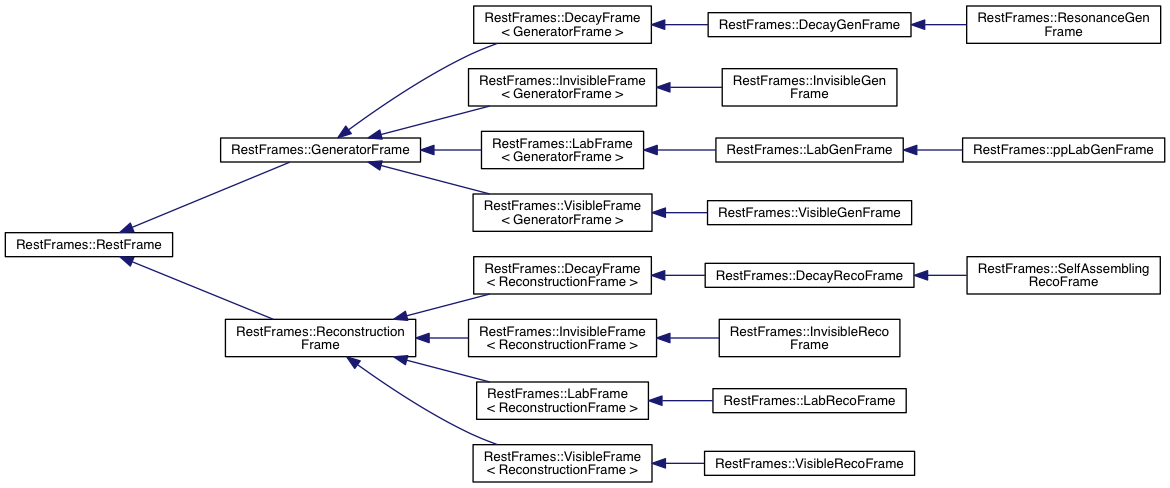 RestFrames::DecayFrame
< GeneratorFrame >
RestFrames::DecayGenFrame
RestFrames::ResonanceGen
Frame
RestFrames::InvisibleFrame
< GeneratorFrame >
RestFrames::InvisibleGen
Frame
RestFrames::GeneratorFrame
RestFrames::LabFrame
< GeneratorFrame >
RestFrames::LabGenFrame
RestFrames::ppLabGenFrame
RestFrames::VisibleFrame
< GeneratorFrame >
RestFrames::VisibleGenFrame
RestFrames::RestFrame
RestFrames::DecayFrame
< ReconstructionFrame >
RestFrames::DecayRecoFrame
RestFrames::SelfAssembling
RecoFrame
RestFrames::Reconstruction
Frame
RestFrames::InvisibleFrame
< ReconstructionFrame >
RestFrames::InvisibleReco
Frame
RestFrames::LabFrame
< ReconstructionFrame >
RestFrames::LabRecoFrame
RestFrames::VisibleFrame
< ReconstructionFrame >
RestFrames::VisibleRecoFrame